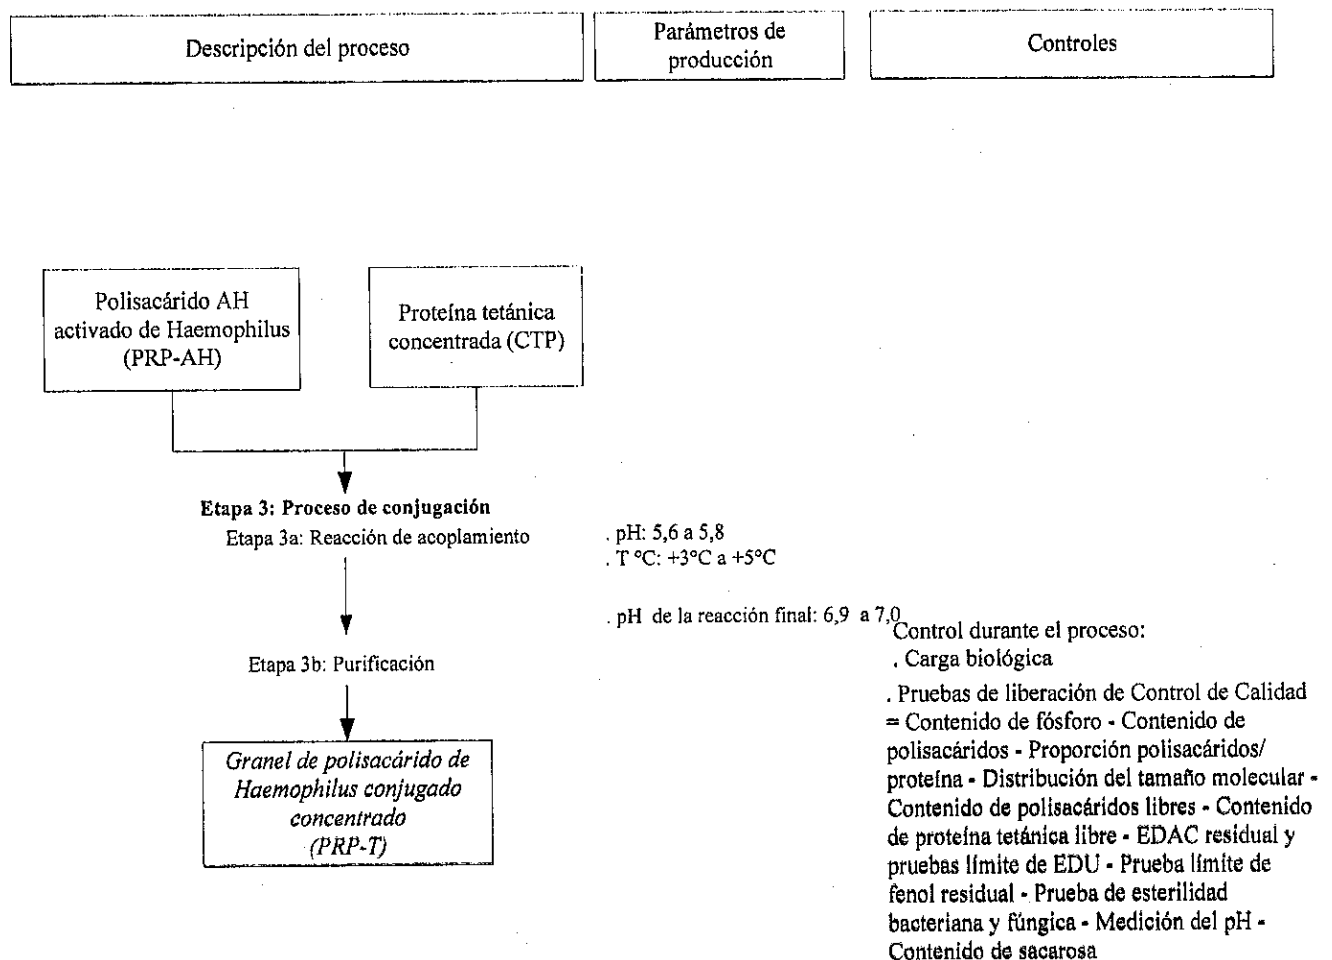 Descripción del proceso
Parámetros de
producción
Controles
Polisacárido AH
activado de Haemophilus
(PRP-AH)
Proteína tetánica
concentrada (CTP)
Etapa 3: Proceso de conjugación
Etapa 3a: Reacción de acoplamiento
. pH: 5,6 a 5,8
. T ºC: +3°C a +5°C
. pH de la reacción final: 6,9 a 7,0
Etapa 3b: Purificación
Granel de polisacárido de
Haemophilus conjugado
concentrado
(PRP-T)
Control durante el proceso:
. Carga biológica
. Pruebas de liberación de Control de Calidad
= Contenido de fósforo - Contenido de
polisacáridos - Proporción polisacáridos/
proteína - Distribución del tamaño molecular -
Contenido de polisacáridos libres - Contenido
de proteína tetánica libre - EDAC residual y
pruebas límite de EDU - Prueba límite de
fenol residual - Prueba de esterilidad
bacteriana y fúngica - Medición del pH -
Contenido de sacarosa